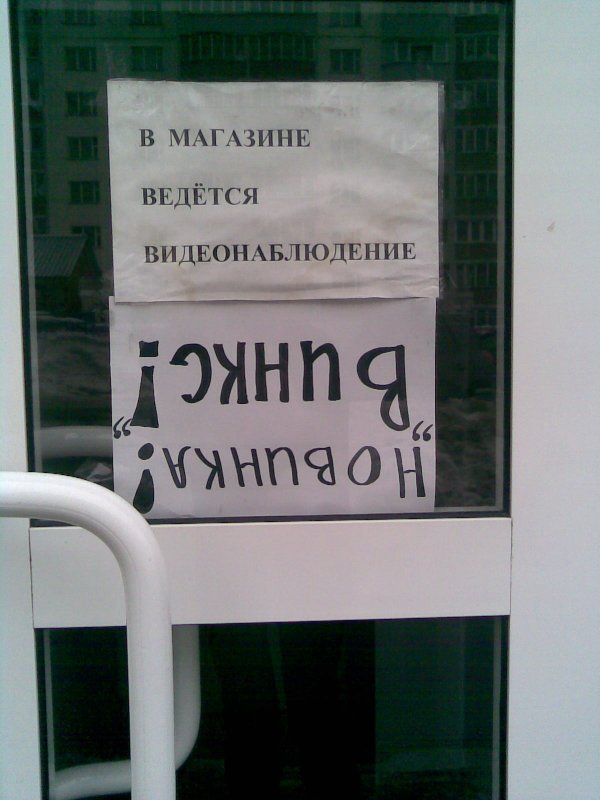 В МАГАЗИНЕ
ВЕДЁТСЯ
ВИДЕОНАБЛЮДЕНИЕ
НОВИНКА!
“Винкс!”